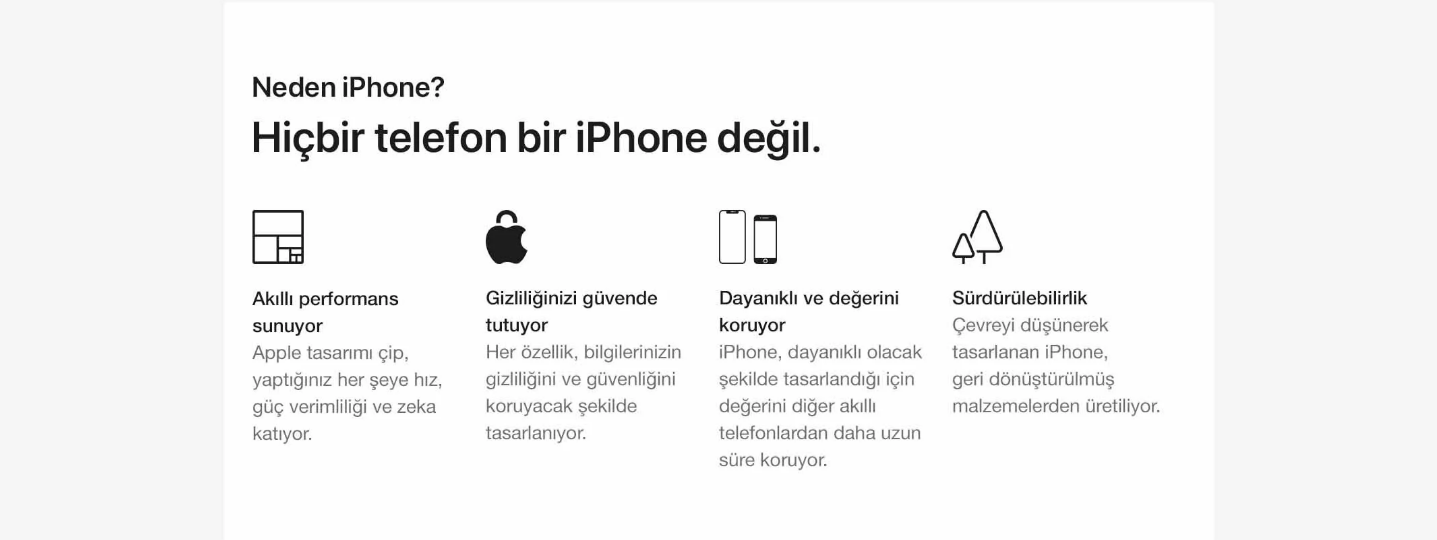 Neden iPhone?
Hiçbir telefon bir iPhone değil.
Akıllı performans
sunuyor
Apple tasarımı çip,
yaptığınız her şeye hız,
güç verimliliği ve zeka
katıyor.
Gizliliğinizi güvende
tutuyor
Her özellik, bilgilerinizin
gizliliğini ve güvenliğini
koruyacak şekilde
tasarlanıyor.
Dayanıklı ve değerini
koruyor
iPhone, dayanıklı olacak
şekilde tasarlandığı için
değerini diğer akıllı
telefonlardan daha uzun
süre koruyor.
Sürdürülebilirlik
Çevreyi düşünerek
tasarlanan iPhone,
geri dönüştürülmüş
malzemelerden üretiliyor.